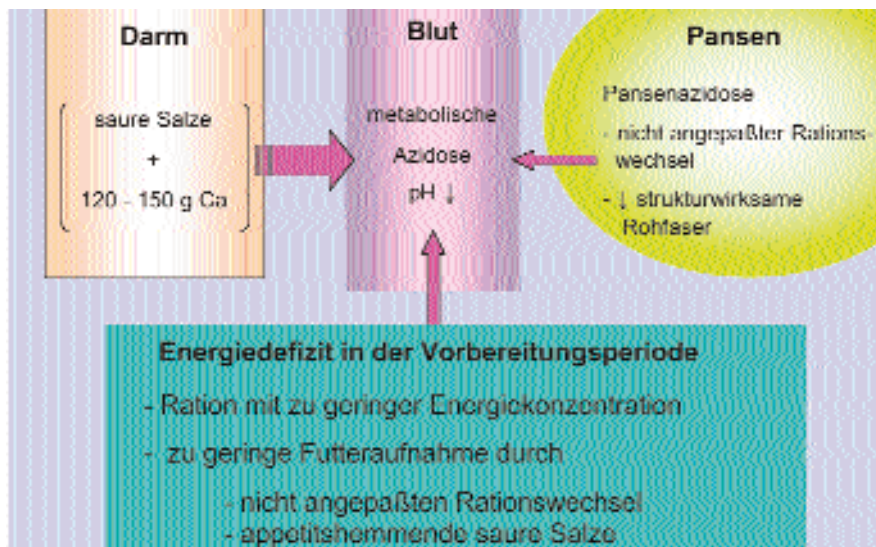 Darm
saure Salze
+
120 - 150 g Ca
Blut
metabolische
Azidose
pH ↓
Pansen
Pansenazidose
- nicht angepaßter Rations-
wechsel
- ↓ strukturwirksame
Rohfaser
Energiedefizit in der Vorbereitungsperiode
- Ration mit zu geringer Energiekonzentration
- zu geringe Futteraufnahme durch
- nicht angepaßten Rationswechsel
- appetitshemmende saure Salze